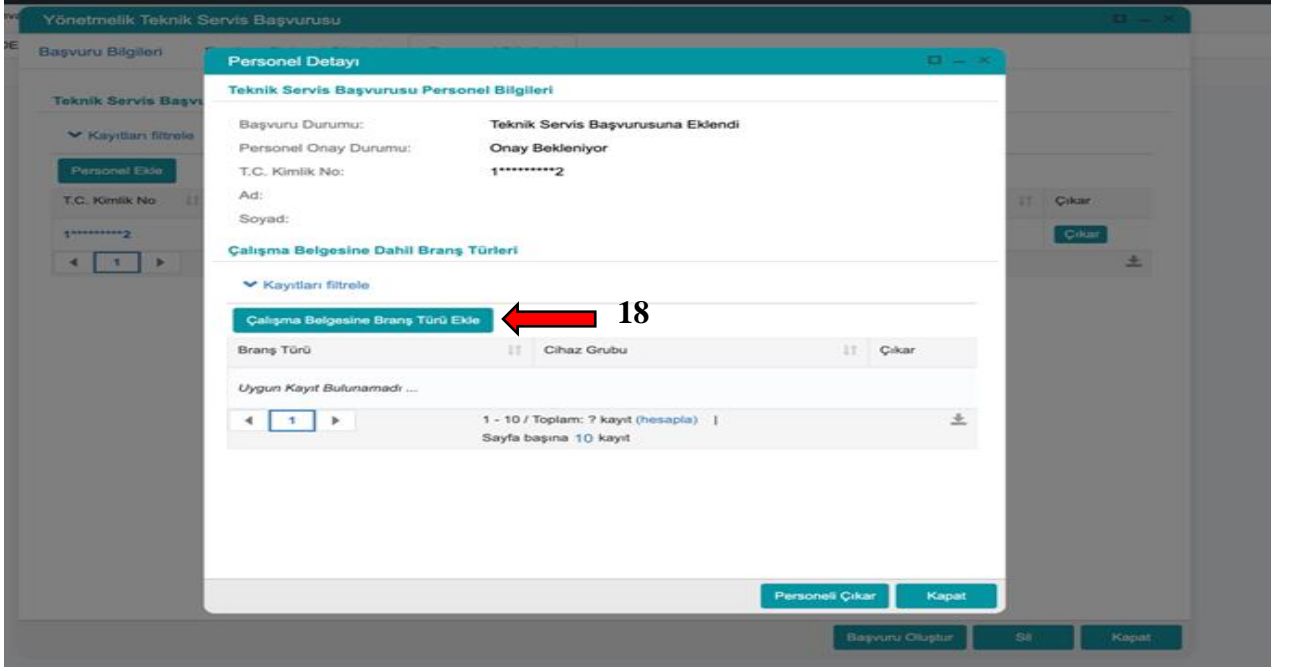 Yönetmelik Teknik Servis Başvurusu
Başvuru Bilgileri
Personel Detayı
Teknik Servis Başvurusu Personel Bilgileri
Teknik Servis Başvu
Başvuru Durumu: Teknik Servis Başvurusuna Eklendi
Kayıtları filtrele
Personel Onay Durumu: Onay Bekleniyor
Personel Ekle
T.C. Kimlik No: 1*********2
Ad:
T.C. Kimlik No
Çıkar
Soyad:
1*********2
Çıkar
Çalışma Belgesine Dahil Branş Türleri
1
Kayıtları filtrele
Çalışma Belgesine Branş Türü Ekle
18
Branş Türü Cihaz Grubu Çıkar
Uygun Kayıt Bulunamadı ...
1 1 - 10 / Toplam: ? kayıt (hesapla) |
Sayfa başına 10 kayıt
Personeli Çıkar Kapat
Başvuru Oluştur Sil Kapat